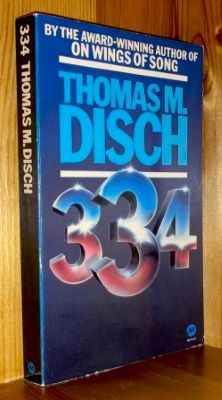 334 THOMAS M. DISCH
BY THE AWARD-WINNING AUTHOR OF
ON WINGS OF SONG
THOMAS M.
DISCH
334